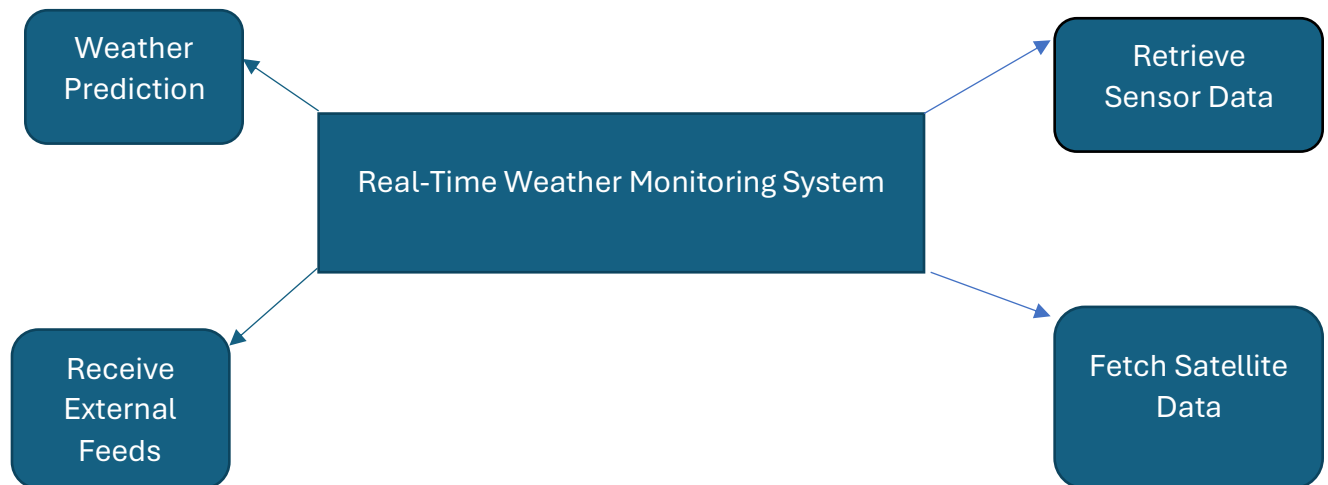 Weather
Prediction
Retrieve
Sensor Data
Real-Time Weather Monitoring System
Receive
External
Feeds
Fetch Satellite
Data